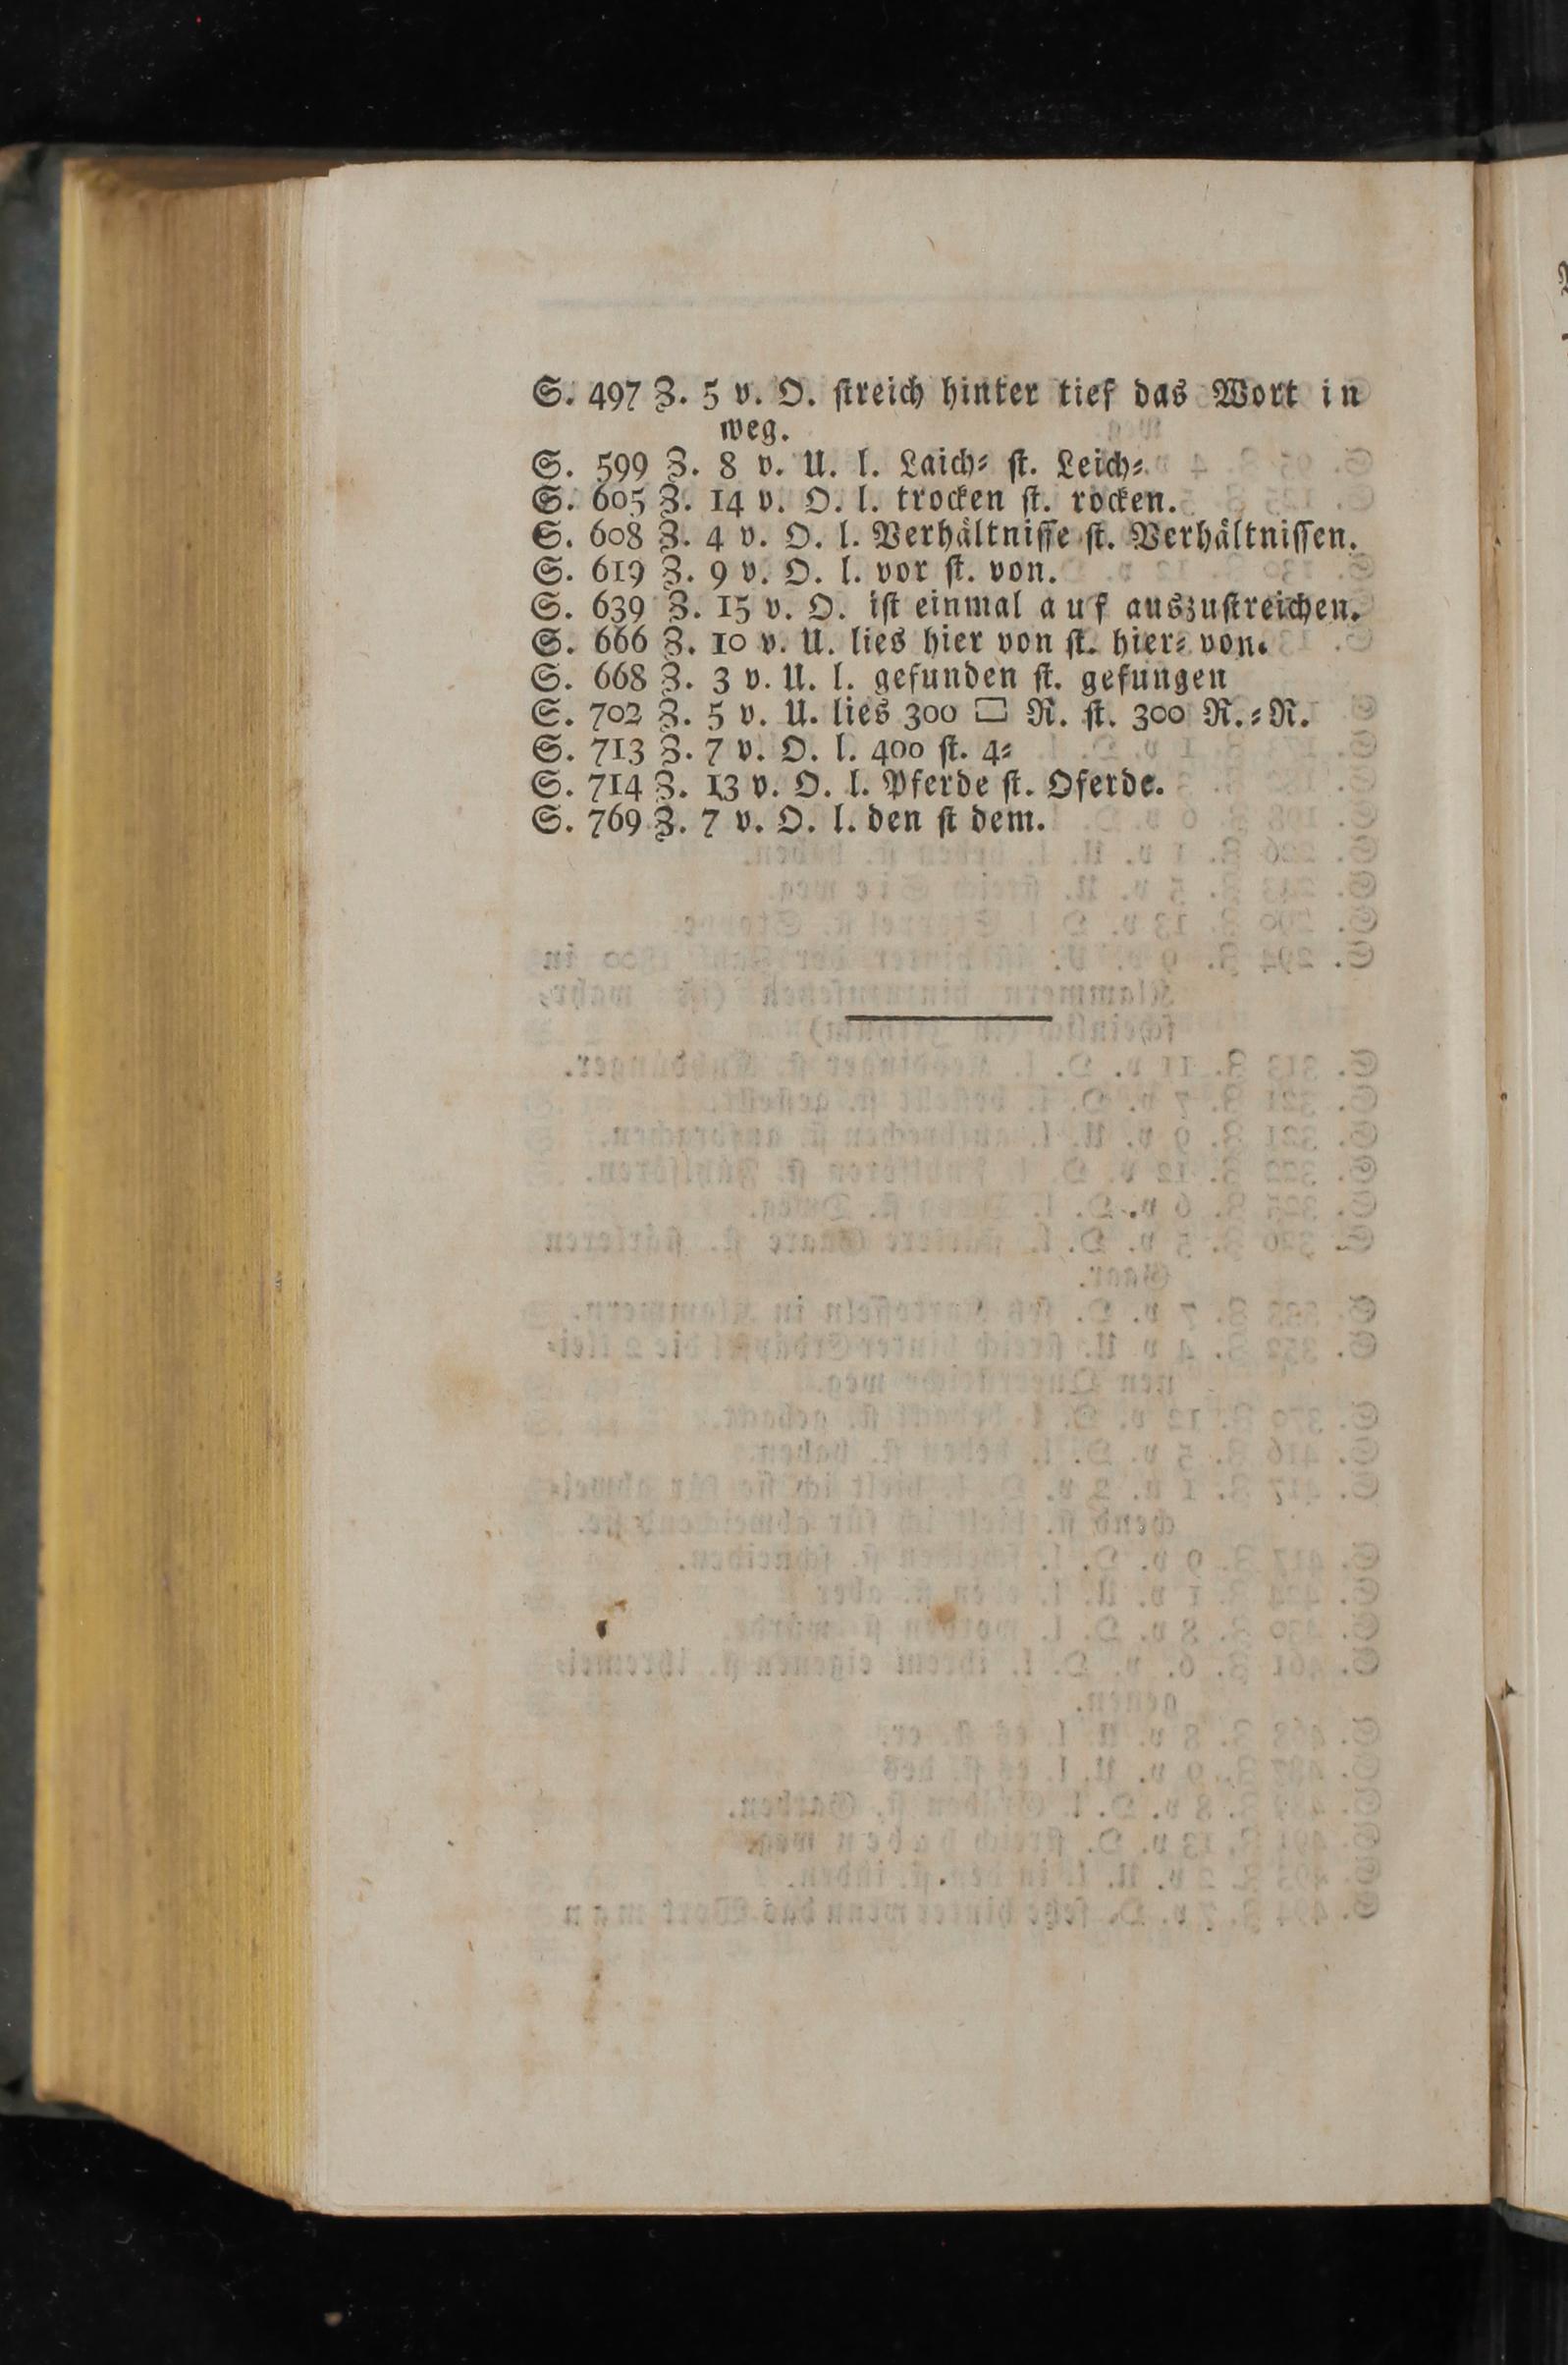 S. 497 Z. 5 v. O. ſtreich hinter tief das Wort in
weg.
S. 599 Z. 8 v. U. l. Laich⸗ ſt. Leich⸗
S. 605 Z. 14 v. O. l. trocken ſt. rocken.
S. 608 Z. 4 v. O. l. Verhältniſſe ſt. Verhältniſſen.
S. 619 Z. 9 v. O. l. vor ſt. von.
S. 639 Z. 15 v. O. iſt einmal auf auszuſtreichen.
S. 666 Z. 10 v. U. lies hier von ſt. hier⸗ von.
S. 668 Z. 3 v. U. l. gefunden ſt. gefungen
S. 702 Z. 5 v. U. lies 300 □ R. ſt. 300 R.⸗R.
S. 713 Z. 7 v. O. l. 400 ſt. 4⸗
S. 714 Z. 13 v. O. l. Pferde ſt. Oferde.
S. 769 Z. 7 v. O. l. den ſt dem.